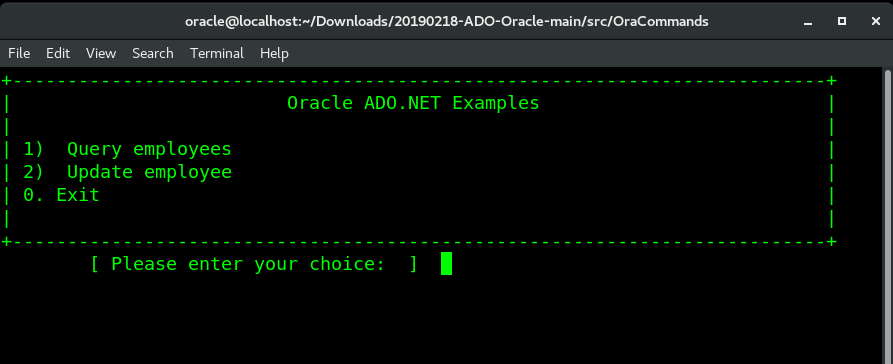 oracle@localhost:~/Downloads/20190218-ADO-Oracle-main/src/OraCommands
File Edit View Search Terminal Help
+--------------------------------------------------------------------------+
| Oracle ADO.NET Examples |
| |
| 1) Query employees |
| 2) Update employee |
| 0. Exit |
| |
+--------------------------------------------------------------------------+
[ Please enter your choice: ]